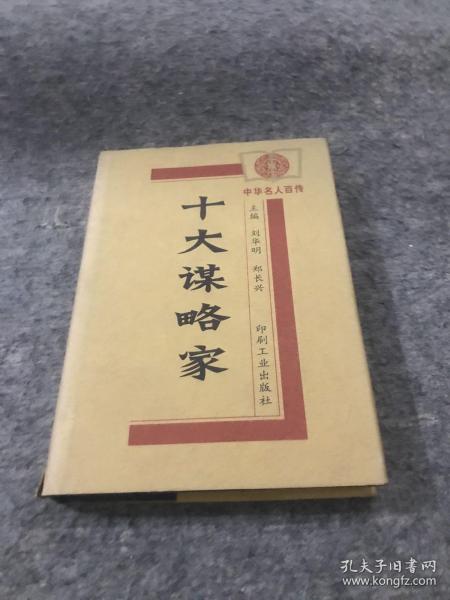 中华名人百传
十大谋略家
主编 刘华明 郑长兴
印刷工业出版社
孔夫子旧书网
www.kongfz.com